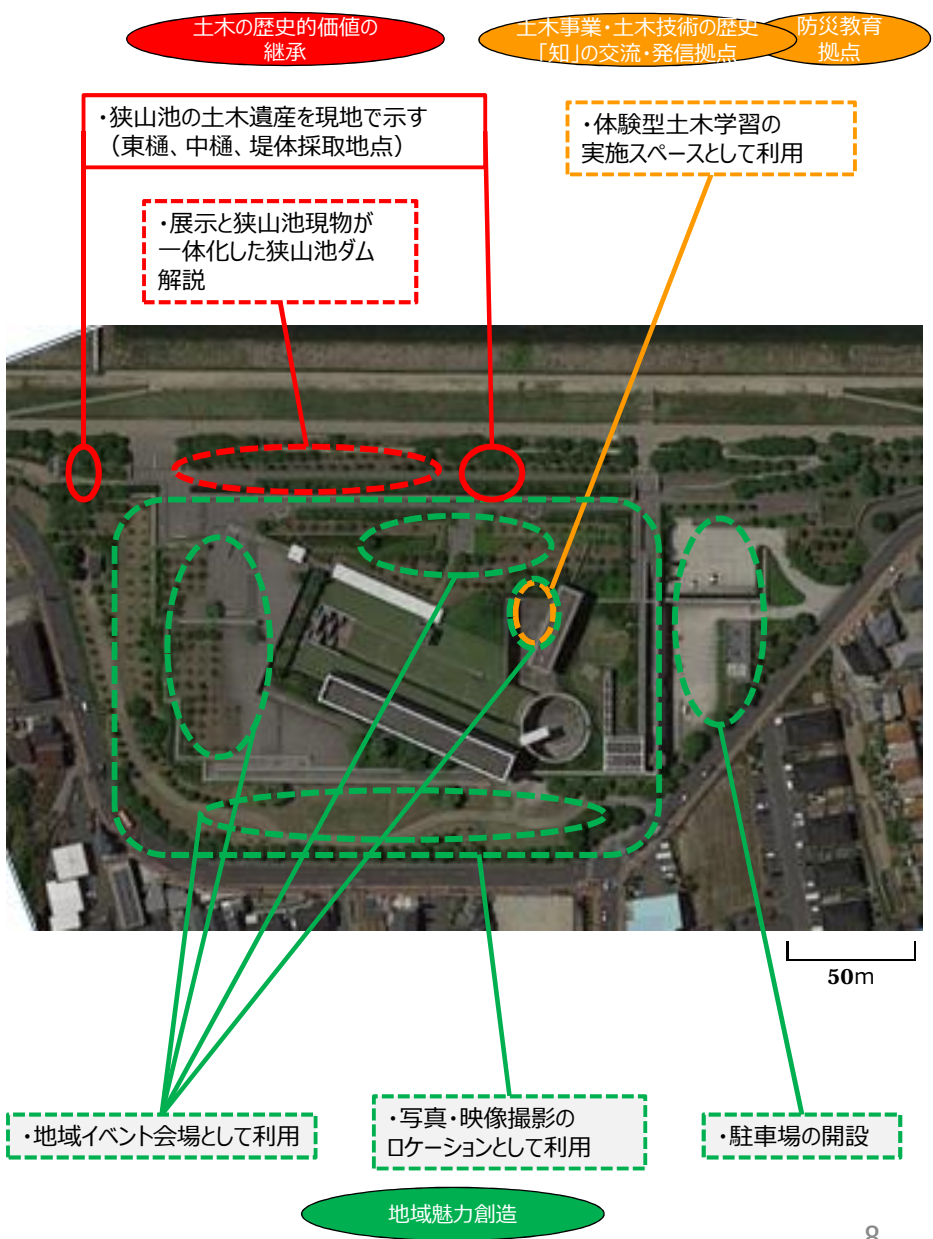 土木の歴史的価値の
継承
土木事業・土木技術の歴史
「知」の交流・発信拠点
防災教育
拠点
・狭山池の土木遺産を現地で示す
（東樋、中樋、堤体採取地点）
・体験型土木学習の
実施スペースとして利用
・展示と狭山池現物が
一体化した狭山池ダム
解説
50m
・地域イベント会場として利用
・写真・映像撮影の
ロケーションとして利用
・駐車場の開設
地域魅力創造
8